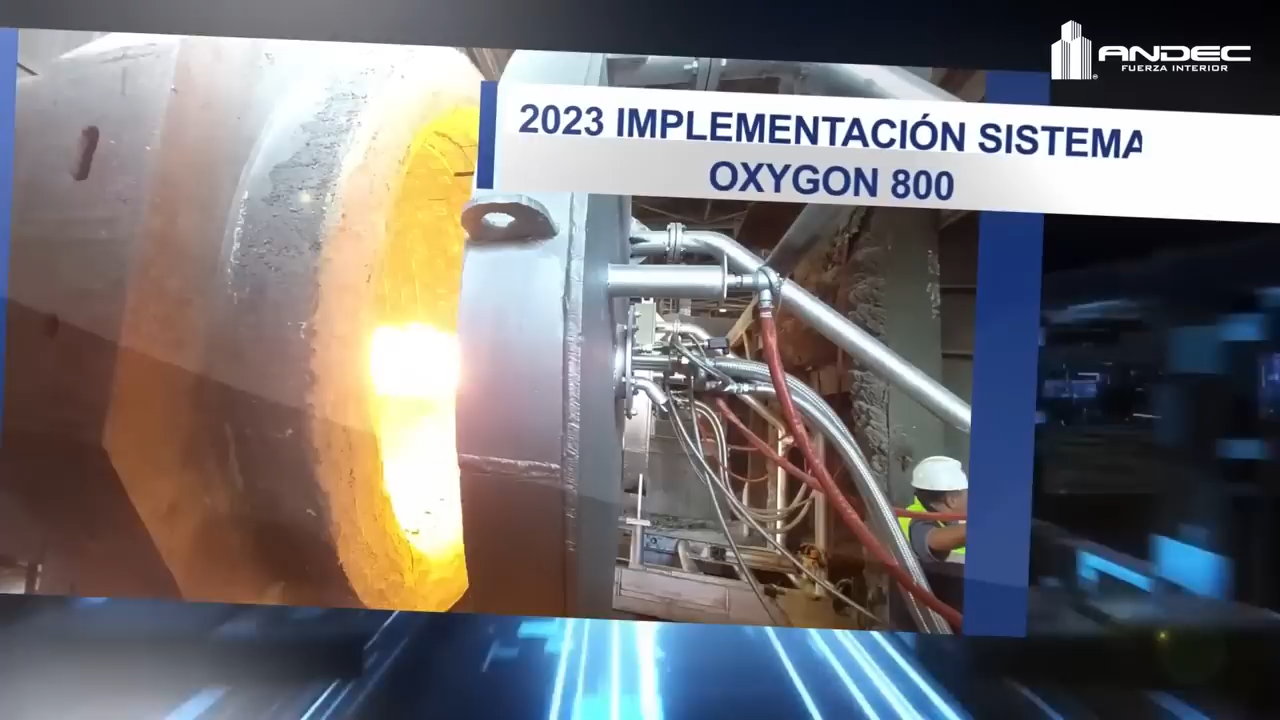 ANDEC
FUERZA INTERIOR
2023 IMPLEMENTACIÓN SISTEMA
OXYGON 800